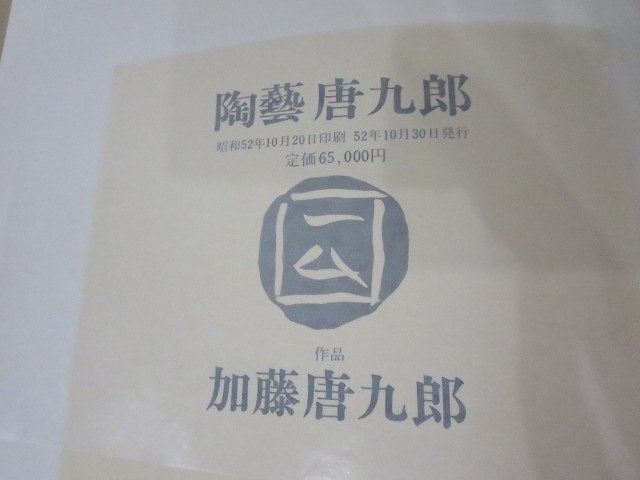 陶藝 唐九郎
昭和52年10月20日印刷 52年10月30日発行
定価65,000円
作品
加藤唐九郎